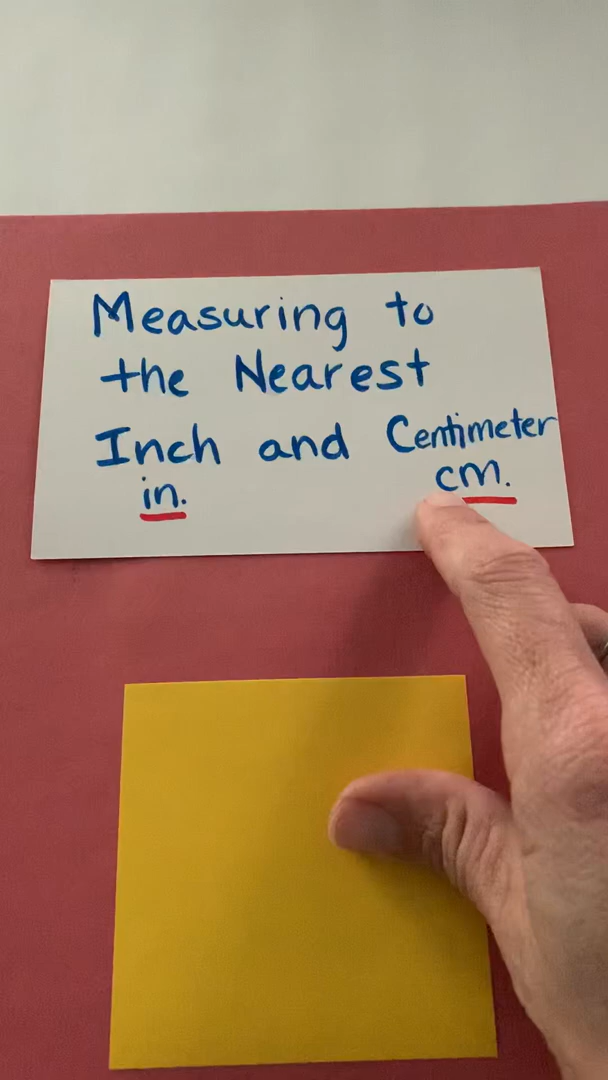 Measuring to
the Nearest
Inch and Centimeter
in. cm.